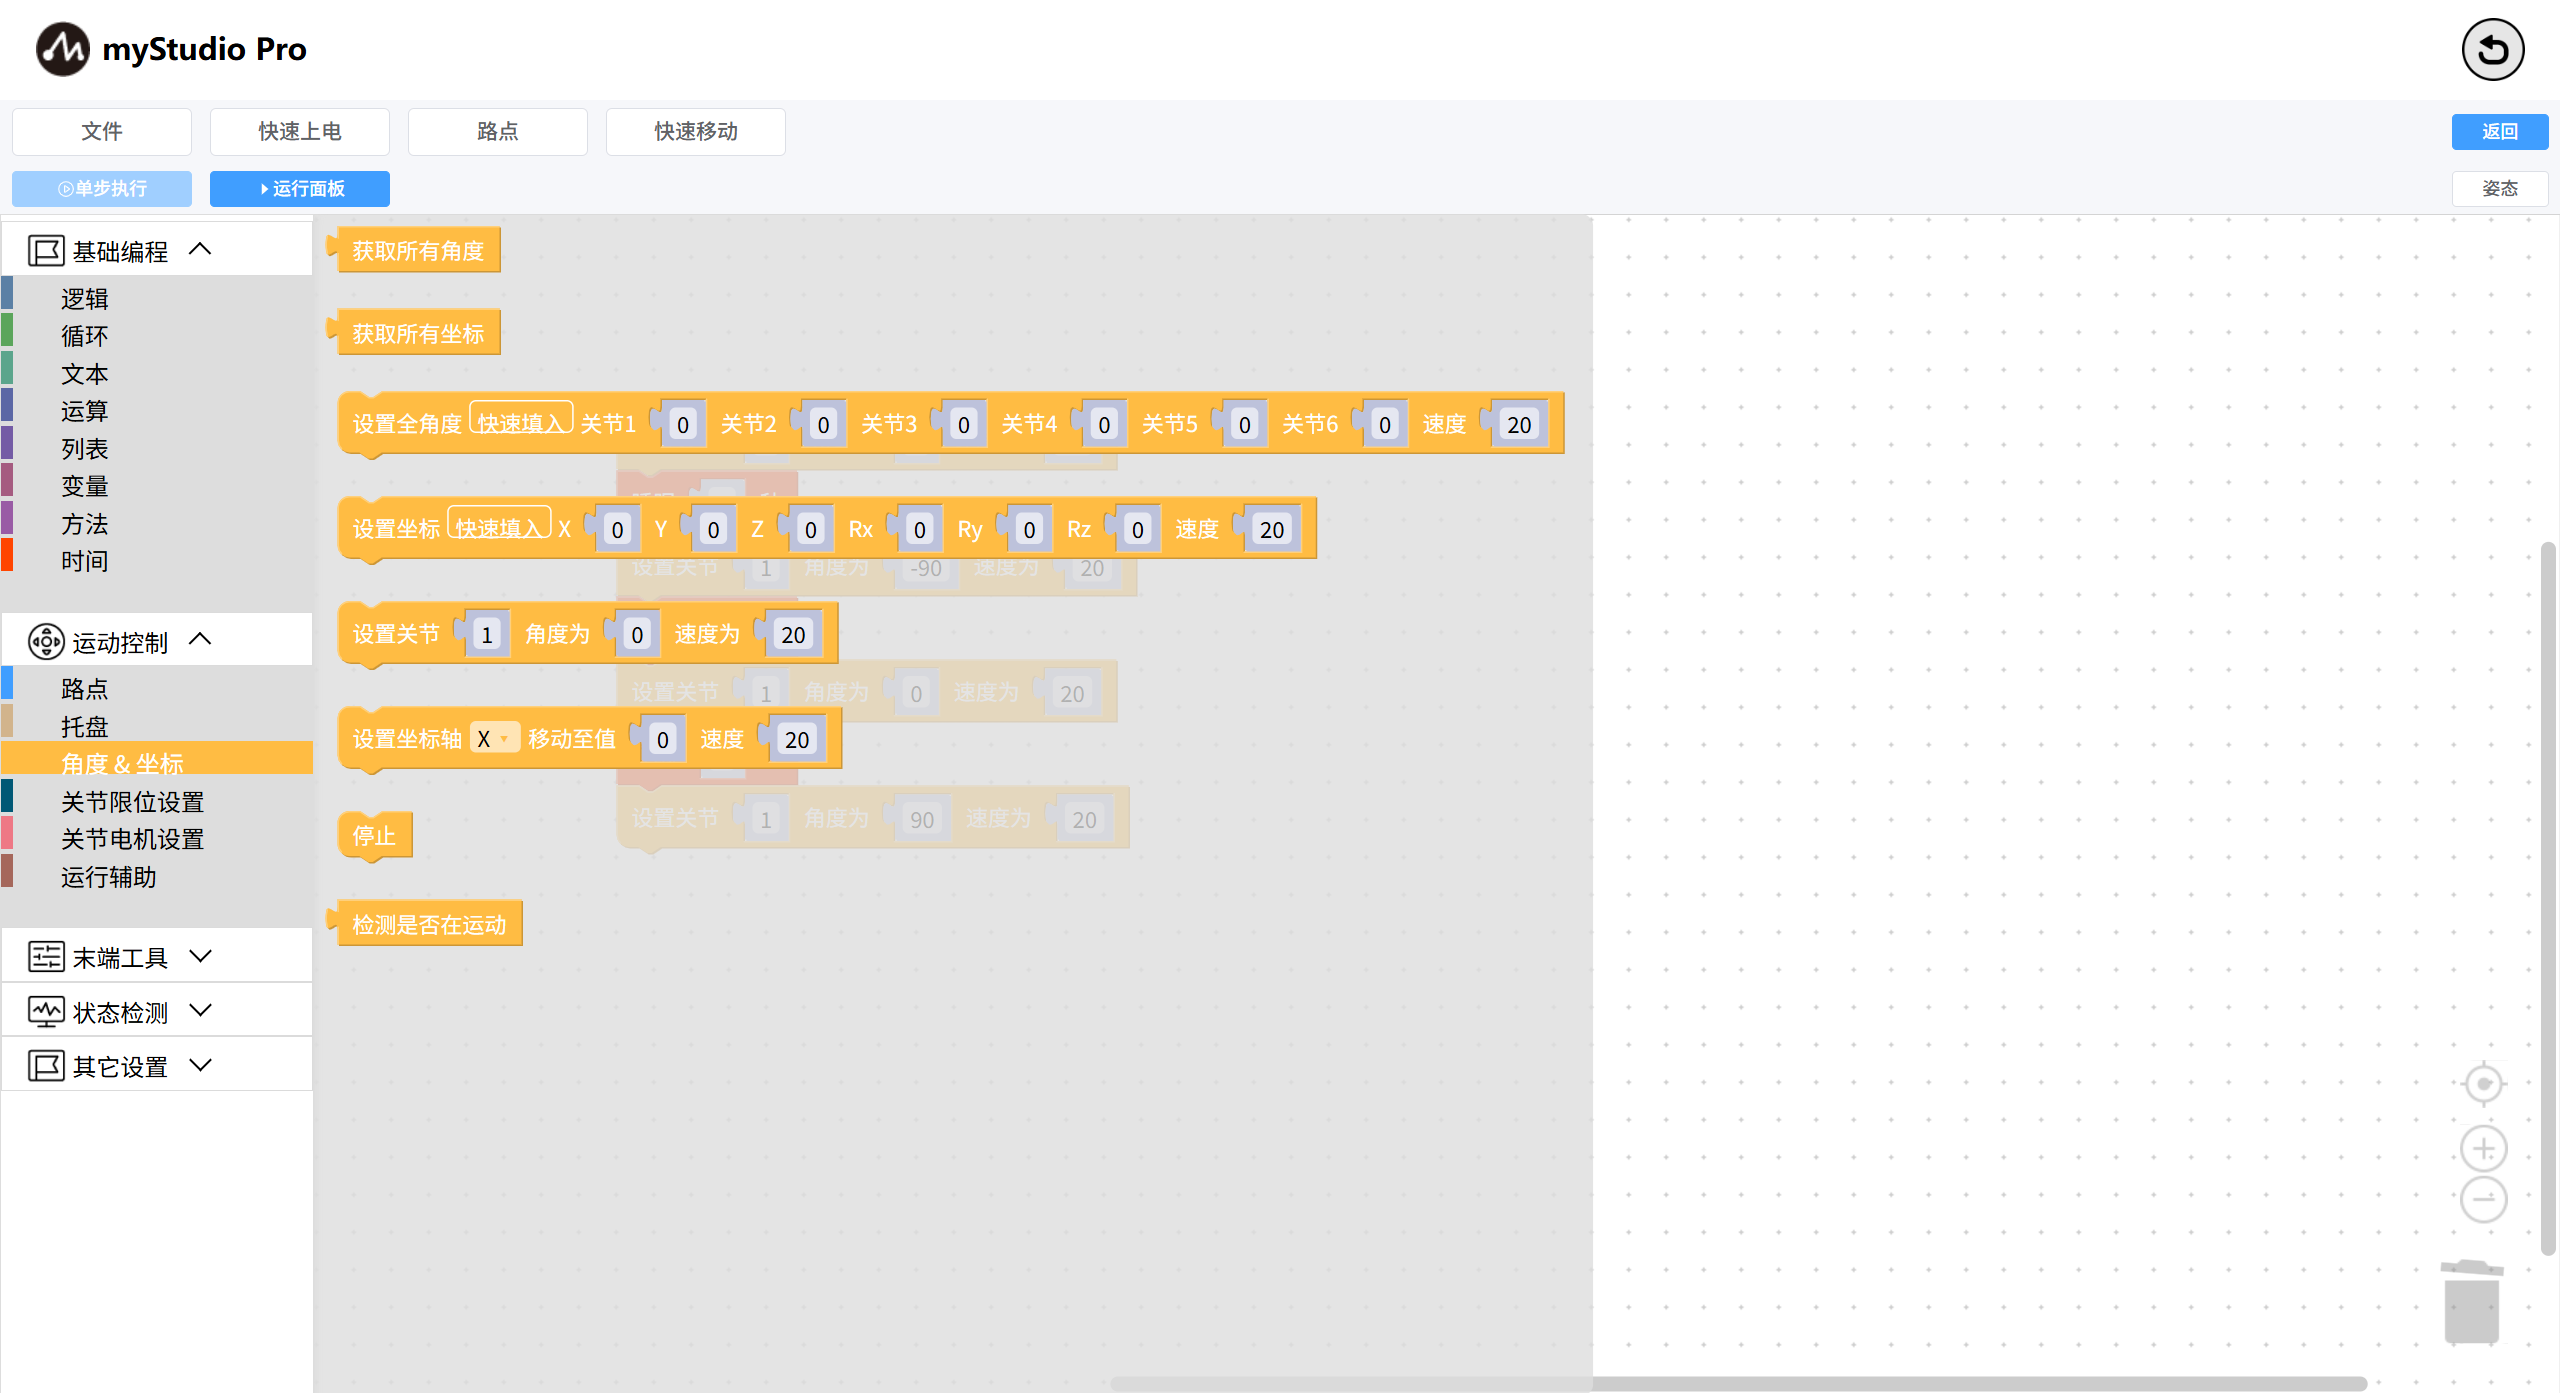 myStudio Pro
文件
快速上电
路点
快速移动
返回
单步执行
运行面板
姿态
基础编程
逻辑
循环
文本
运算
列表
变量
方法
时间
运动控制
路点
托盘
角度 & 坐标
关节限位设置
关节电机设置
运行辅助
末端工具
状态检测
其它设置
获取所有角度
获取所有坐标
设置全角度 快速填入 关节1 0 关节2 0 关节3 0 关节4 0 关节5 0 关节6 0 速度 20
设置坐标 快速填入 X 0 Y 0 Z 0 Rx 0 Ry 0 Rz 0 速度 20
设置关节 1 角度为 -90 速度为 20
设置关节 1 角度为 0 速度为 20
设置关节 1 角度为 0 速度为 20
设置坐标轴 X 移动至值 0 速度 20
设置关节 1 角度为 90 速度为 20
停止
检测是否在运动